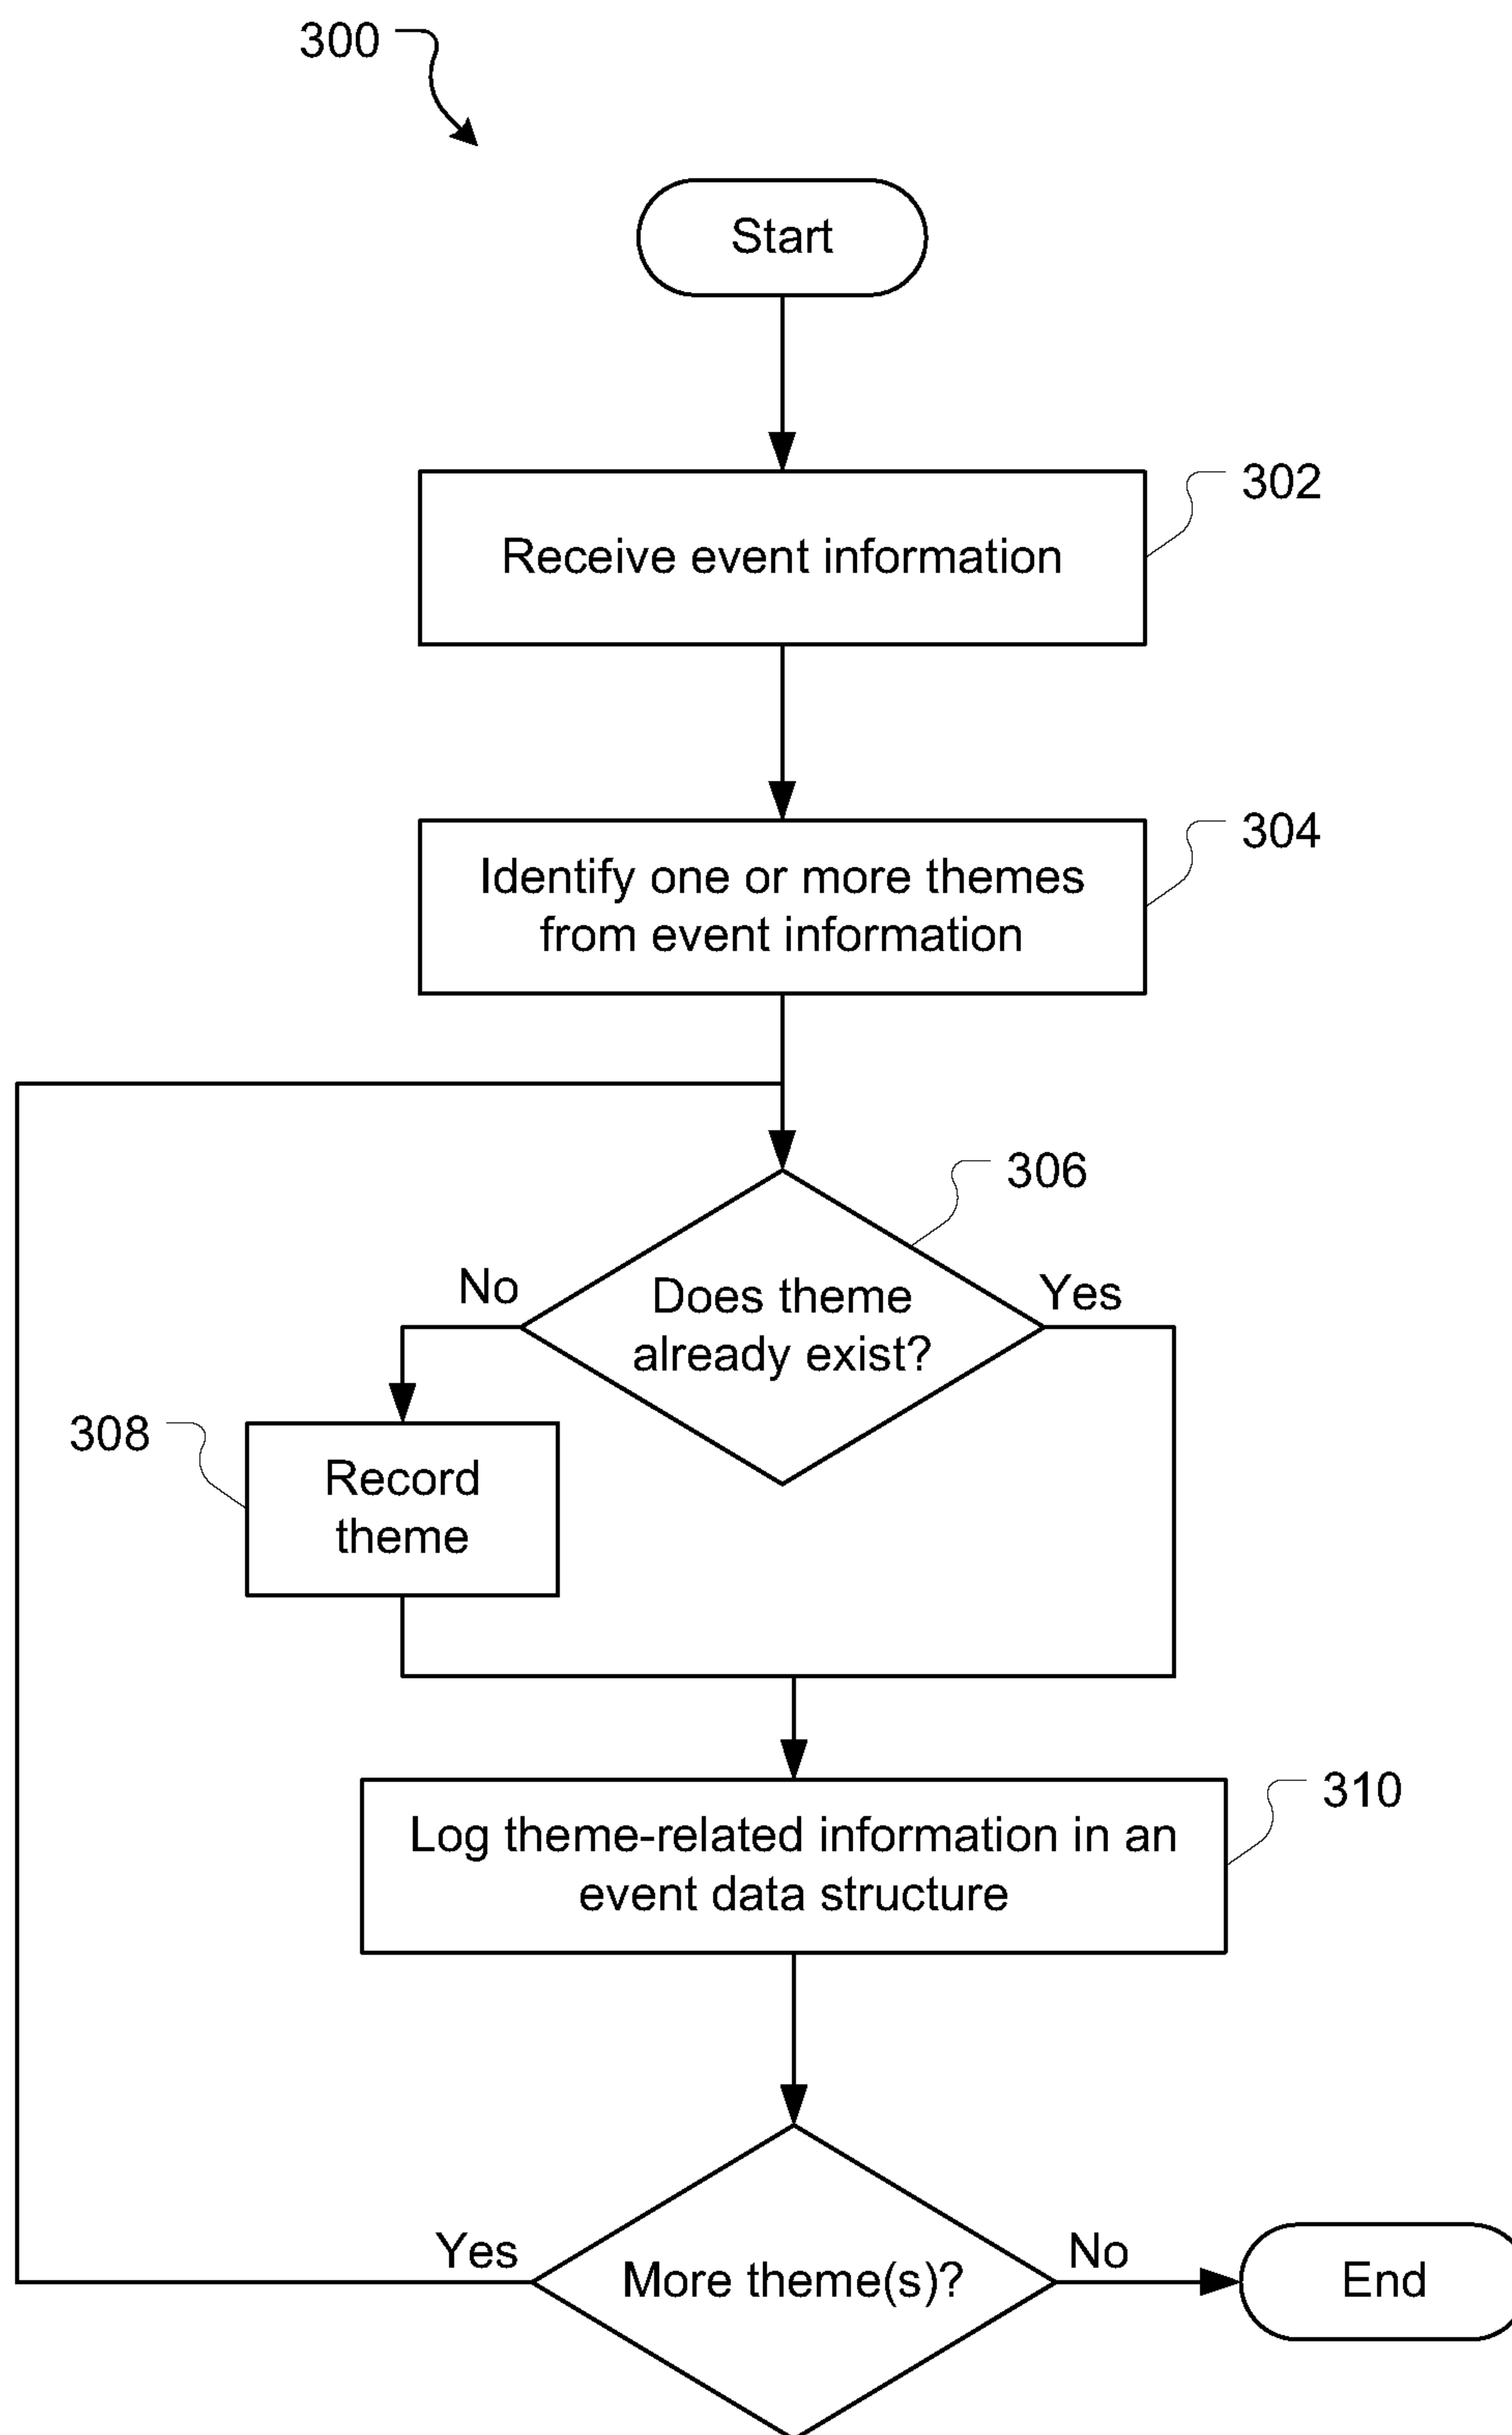 300
Start
Receive event information
302
Identify one or more themes
from event information
304
306
No
Does theme
already exist?
Yes
308
Record
theme
Log theme-related information in an
event data structure
310
Yes
More theme(s)?
No
End